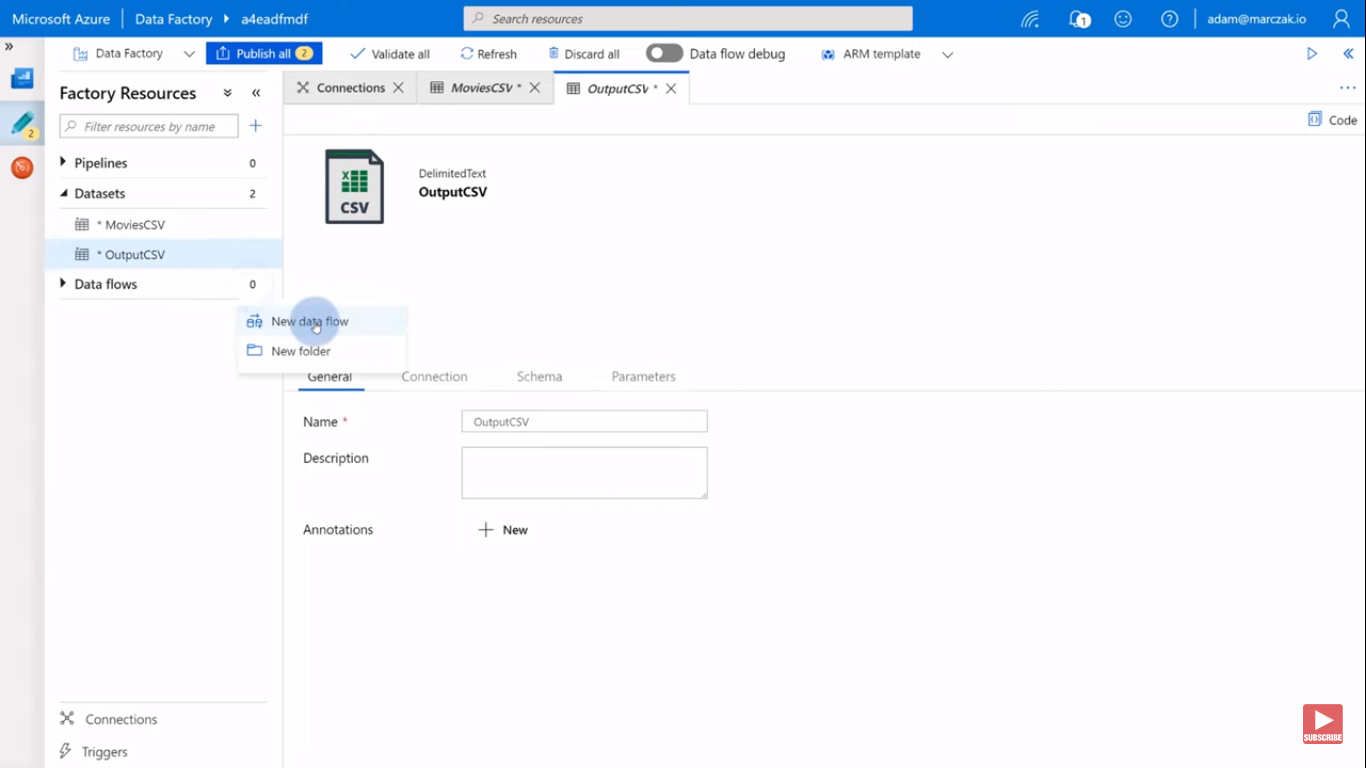 Microsoft Azure Data Factory a4eadfmdf Search resources 1 adam@marczak.io
Data Factory Publish all 2 Validate all Refresh Discard all Data flow debug ARM template
Factory Resources
Connections MoviesCSV * OutputCSV *
Filter resources by name
2
Code
Pipelines 0
Datasets 2
* MoviesCSV
* OutputCSV
Data flows 0
New data flow
New folder
CSV
DelimitedText
OutputCSV
General Connection Schema Parameters
Name * OutputCSV
Description
Annotations New
Connections
Triggers
SUBSCRIBE